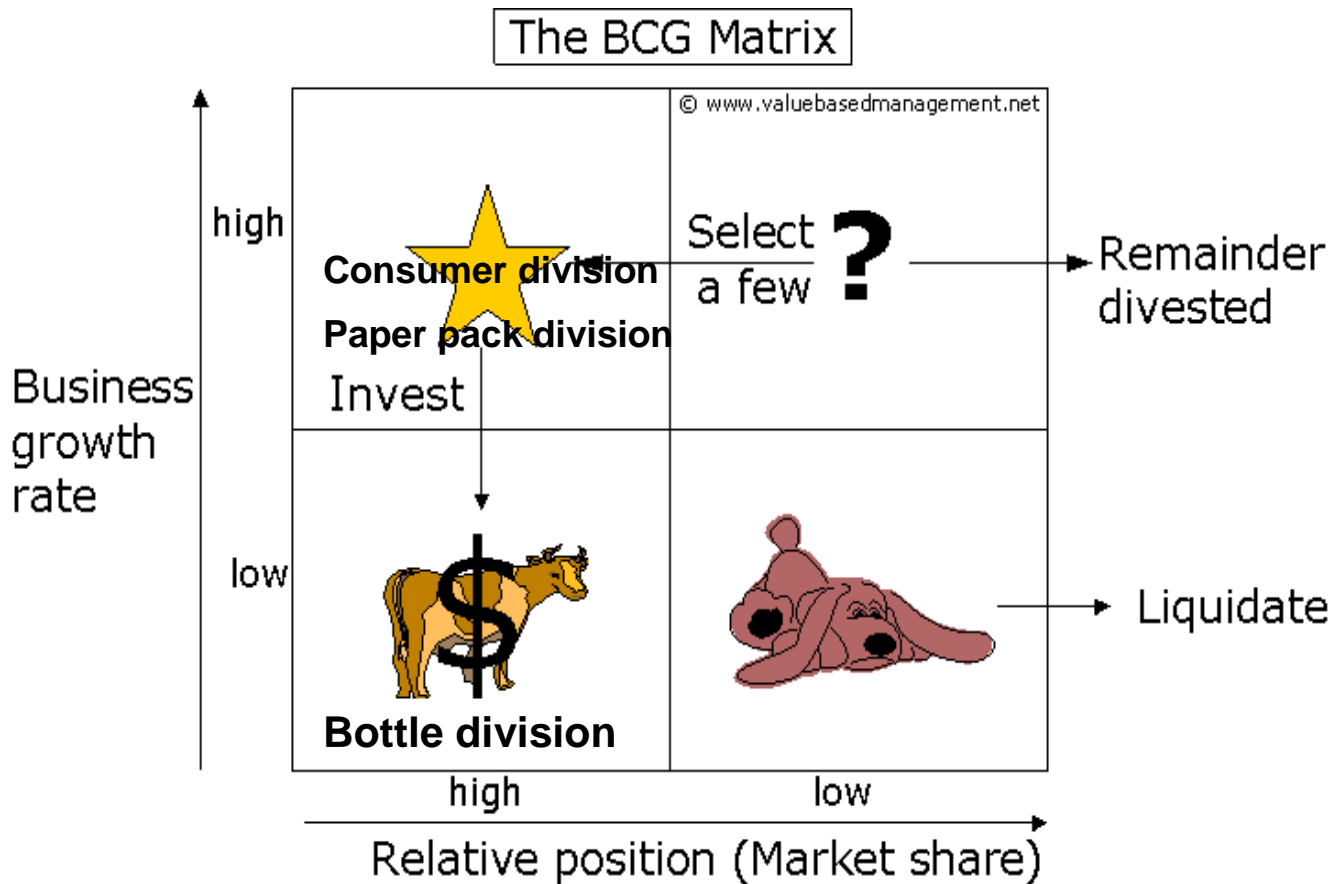 The BCG Matrix
© www.valuebasedmanagement.net
high
Select
a few
?
Remainder
divested
Consumer division
Paper pack division
Invest
Business
growth
rate
low
$
Liquidate
Bottle division
high
low
Relative position (Market share)